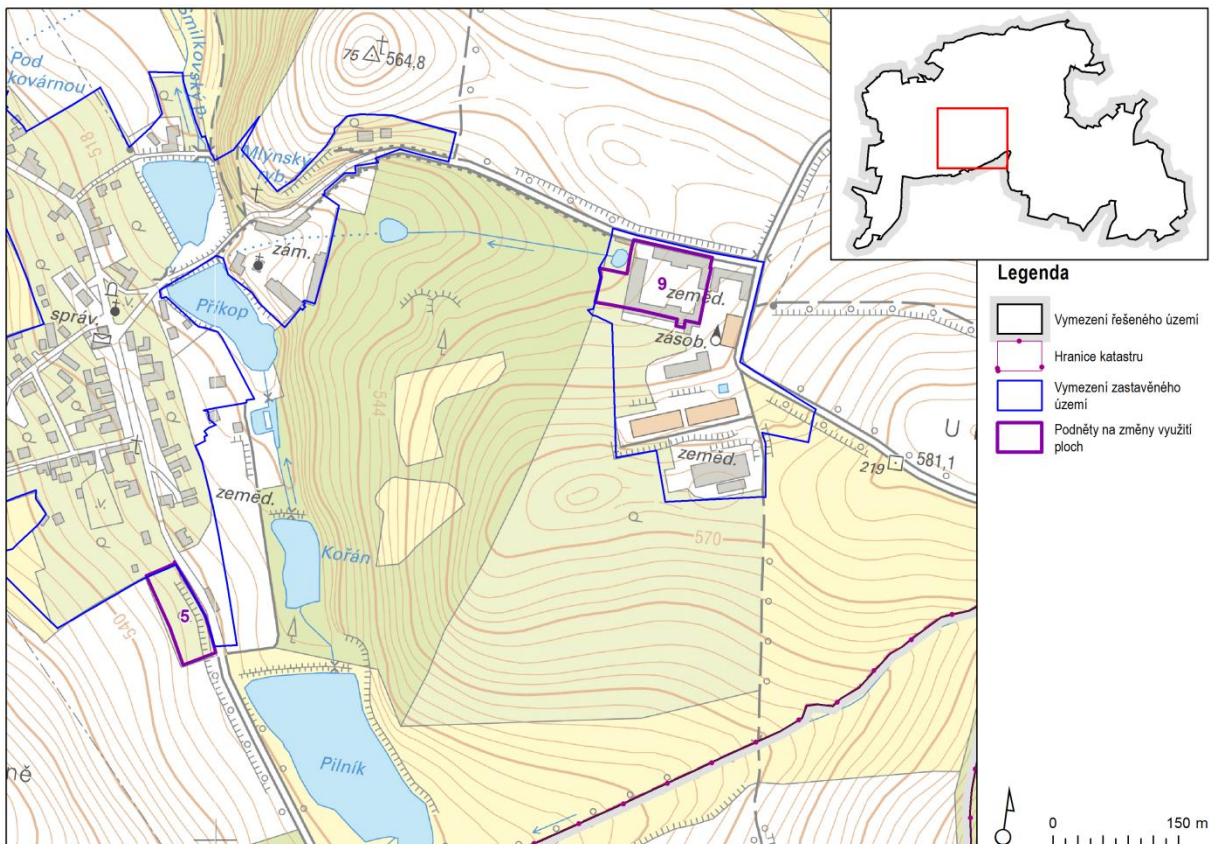 Pod
kovárnou
Smilkovský p.
75
564,8
518
Mlýnský
ryb.
zám.
Příkop
správ.
v.
9
zeměd.
zásob.
544
U
zeměd.
219
581,1
zeměd.
v.
570
Kořán
5
540
Pilník
ně
Legenda
Vymezení řešeného území
Hranice katastru
Vymezení zastavěného
území
Podněty na změny využití
ploch
0 150 m